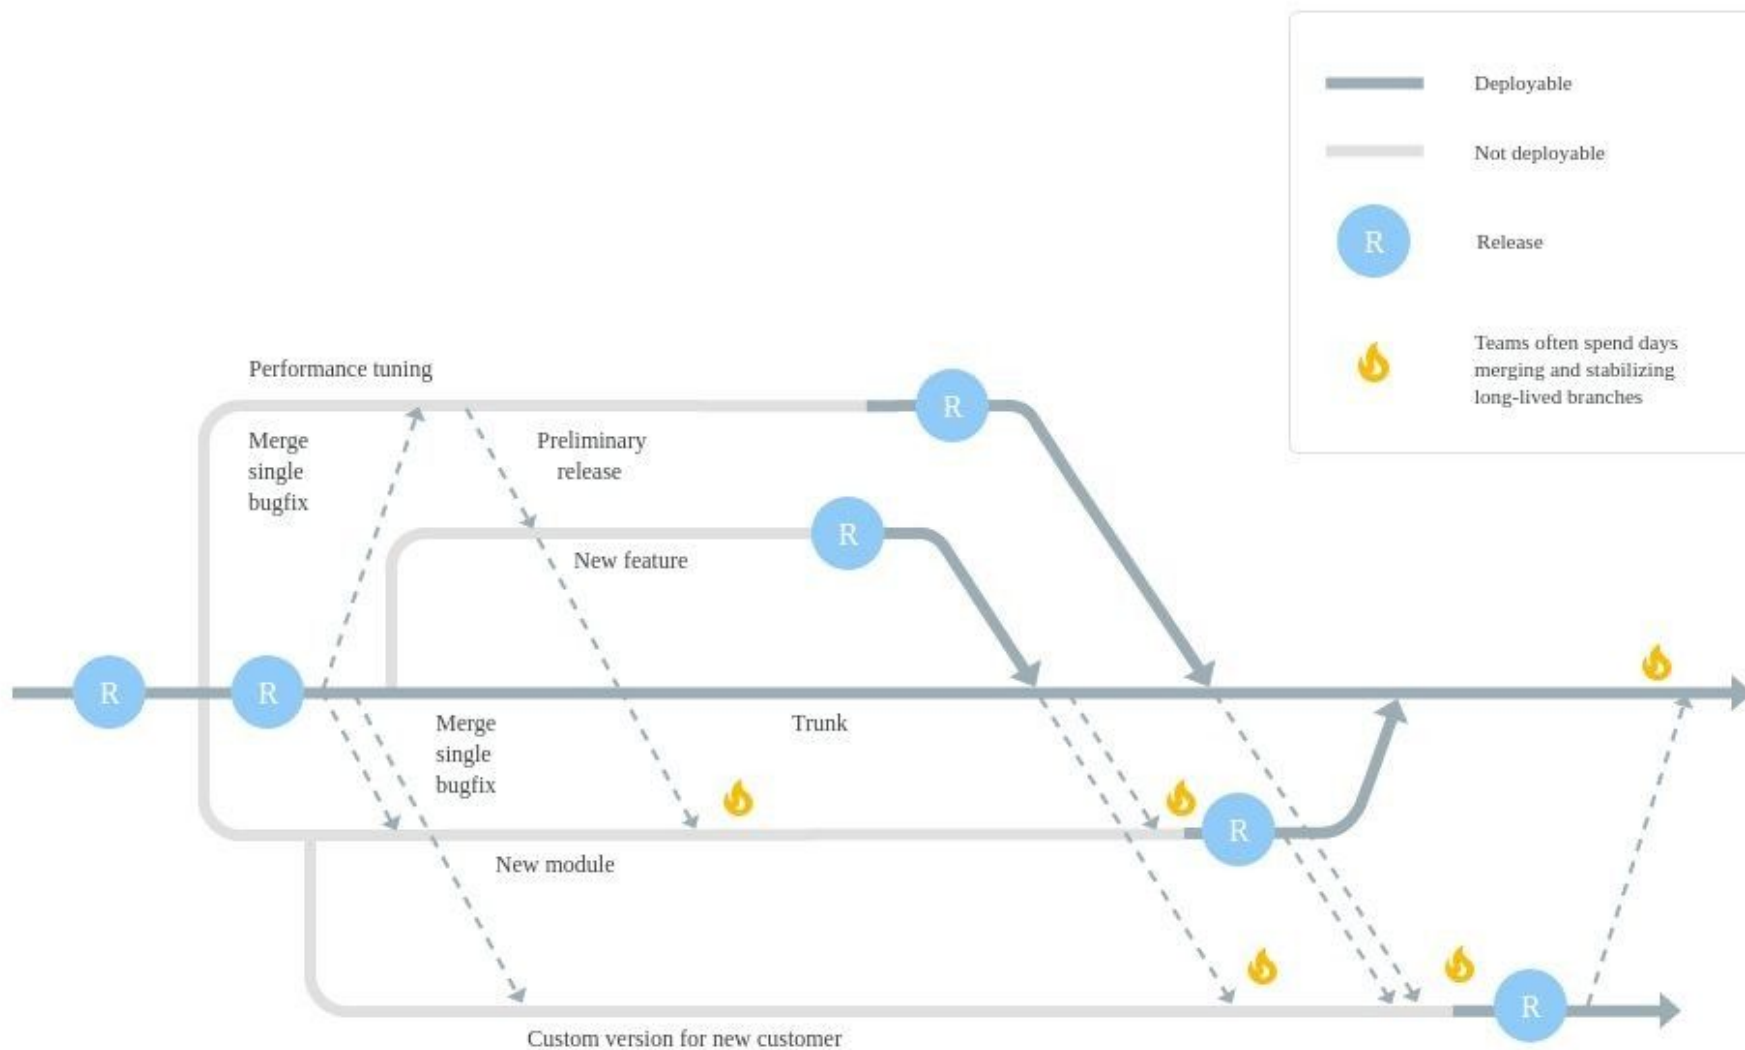 Deployable
Not deployable
R
Release
Teams often spend days
merging and stabilizing
long-lived branches
Performance tuning
R
Merge
single
bugfix
Preliminary
release
R
New feature
R
R
Merge
single
bugfix
Trunk
R
New module
R
Custom version for new customer